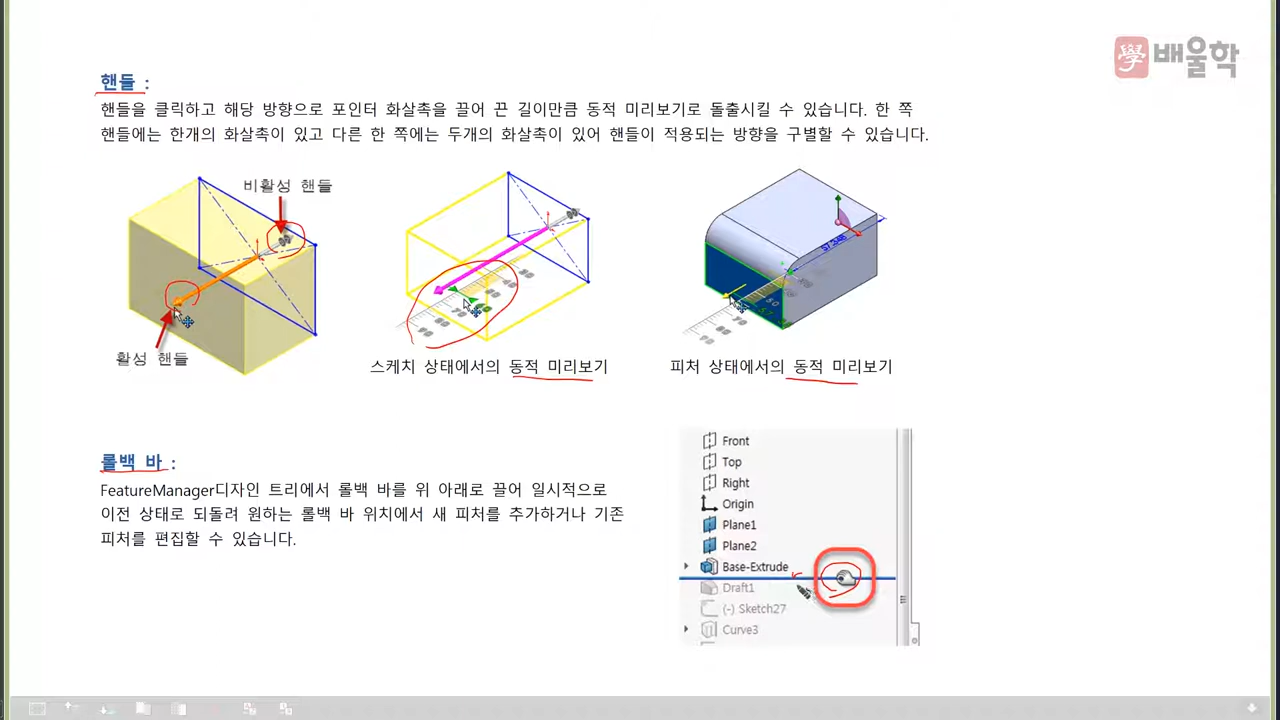 學 배울학
핸들 :
핸들을 클릭하고 해당 방향으로 포인터 화살촉을 끌어 끈 길이만큼 동적 미리보기로 돌출시킬 수 있습니다. 한 쪽
핸들에는 한개의 화살촉이 있고 다른 한 쪽에는 두개의 화살촉이 있어 핸들이 적용되는 방향을 구별할 수 있습니다.
비활성 핸들
활성 핸들
스케치 상태에서의 동적 미리보기
피처 상태에서의 동적 미리보기
롤백 바 :
FeatureManager디자인 트리에서 롤백 바를 위 아래로 끌어 일시적으로
이전 상태로 되돌려 원하는 롤백 바 위치에서 새 피처를 추가하거나 기존
피처를 편집할 수 있습니다.
Front
Top
Right
Origin
Plane1
Plane2
Base-Extrude
Draft1
(-) Sketch27
Curve3